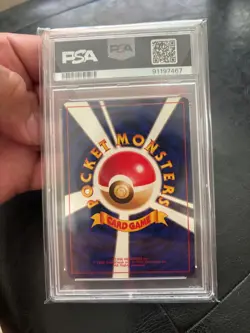 PSA
91197467
POCKET MONSTERS
CARD GAME